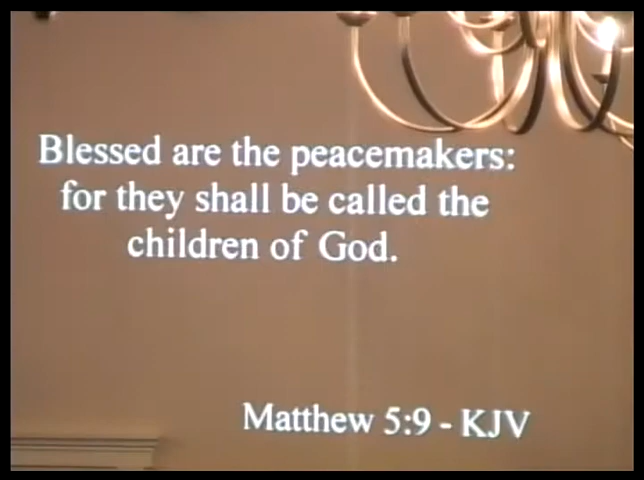 Blessed are the peacemakers:
for they shall be called the
children of God.
Matthew 5:9 - KJV